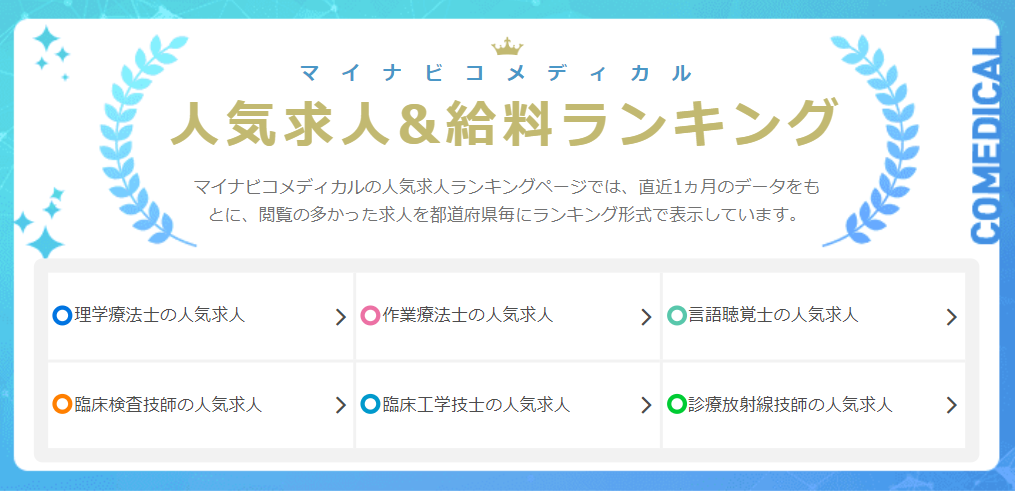 マイナビコメディカル
人気求人&給料ランキング
マイナビコメディカルの人気求人ランキングページでは、直近1ヵ月のデータをも
とに、閲覧の多かった求人を都道府県毎にランキング形式で表示しています。
COMEDICAL
理学療法士の人気求人
作業療法士の人気求人
言語聴覚士の人気求人
臨床検査技師の人気求人
臨床工学技士の人気求人
診療放射線技師の人気求人